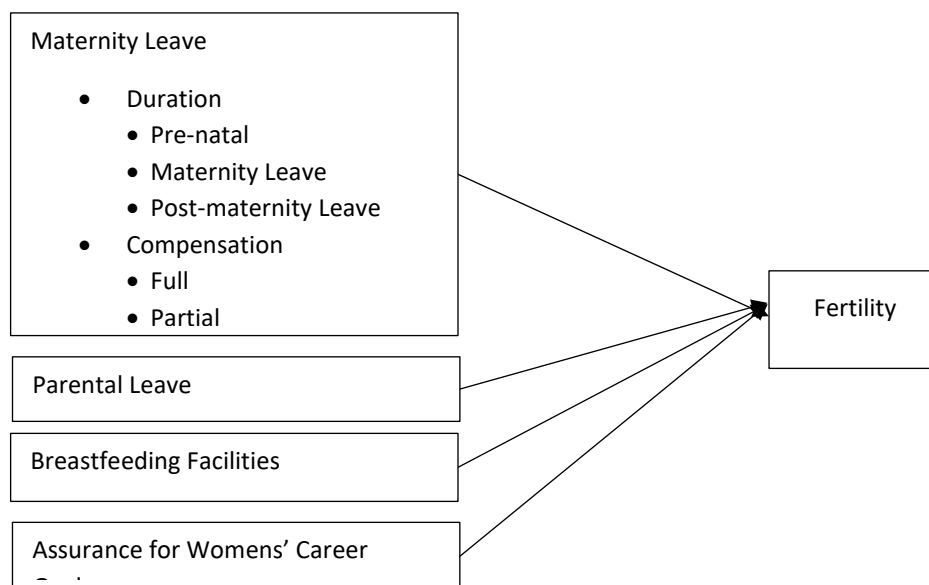 Maternity Leave
• Duration
• Pre-natal
• Maternity Leave
• Post-maternity Leave
• Compensation
• Full
• Partial
Fertility
Parental Leave
Breastfeeding Facilities
Assurance for Womens’ Career